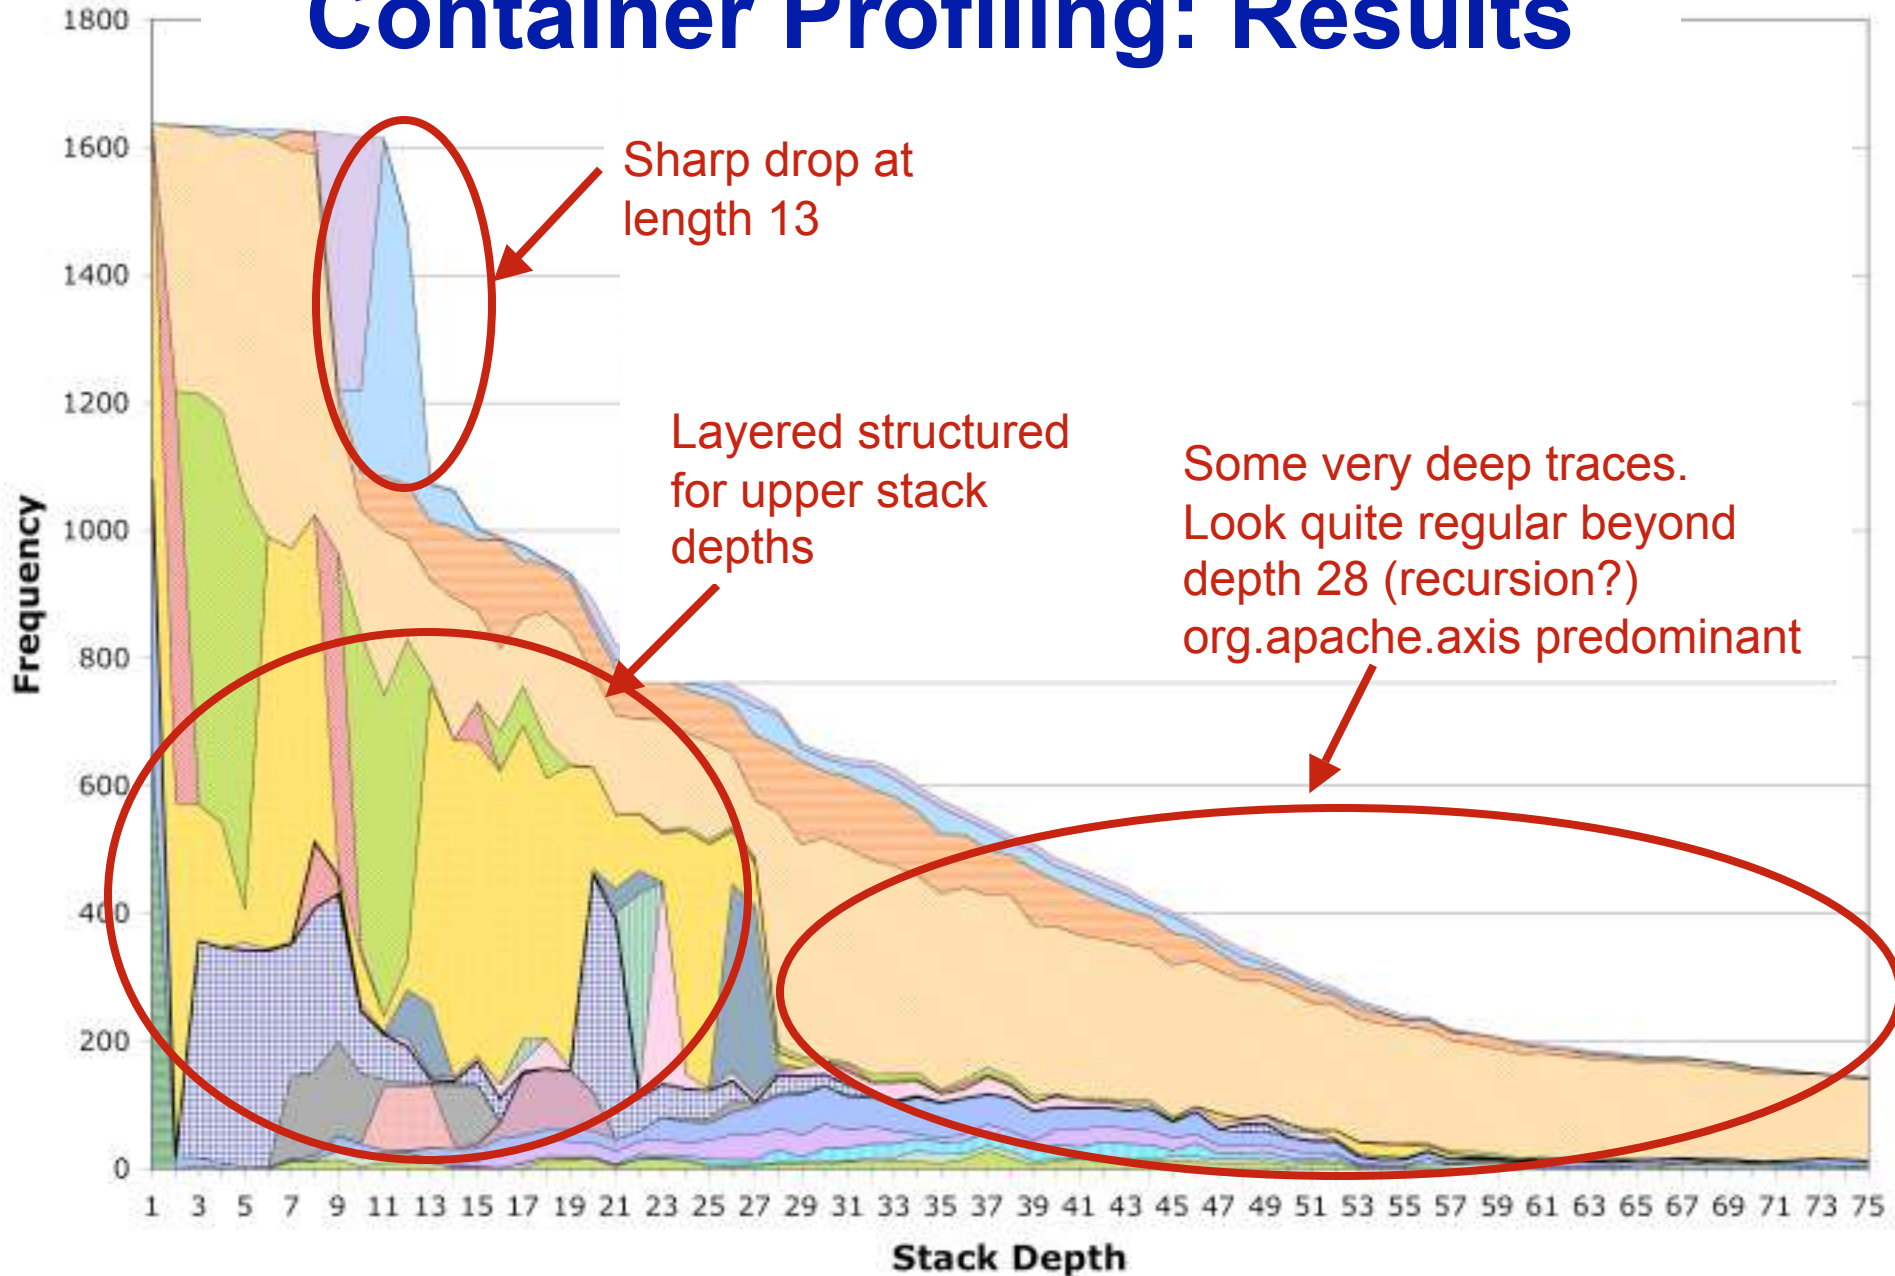 Container Profiling: Results
1800
1600
1400
1200
1000
800
600
400
200
0
Frequency
Sharp drop at
length 13
Layered structured
for upper stack
depths
Some very deep traces.
Look quite regular beyond
depth 28 (recursion?)
org.apache.axis predominant
1 3 5 7 9 11 13 15 17 19 21 23 25 27 29 31 33 35 37 39 41 43 45 47 49 51 53 55 57 59 61 63 65 67 69 71 73 75
Stack Depth